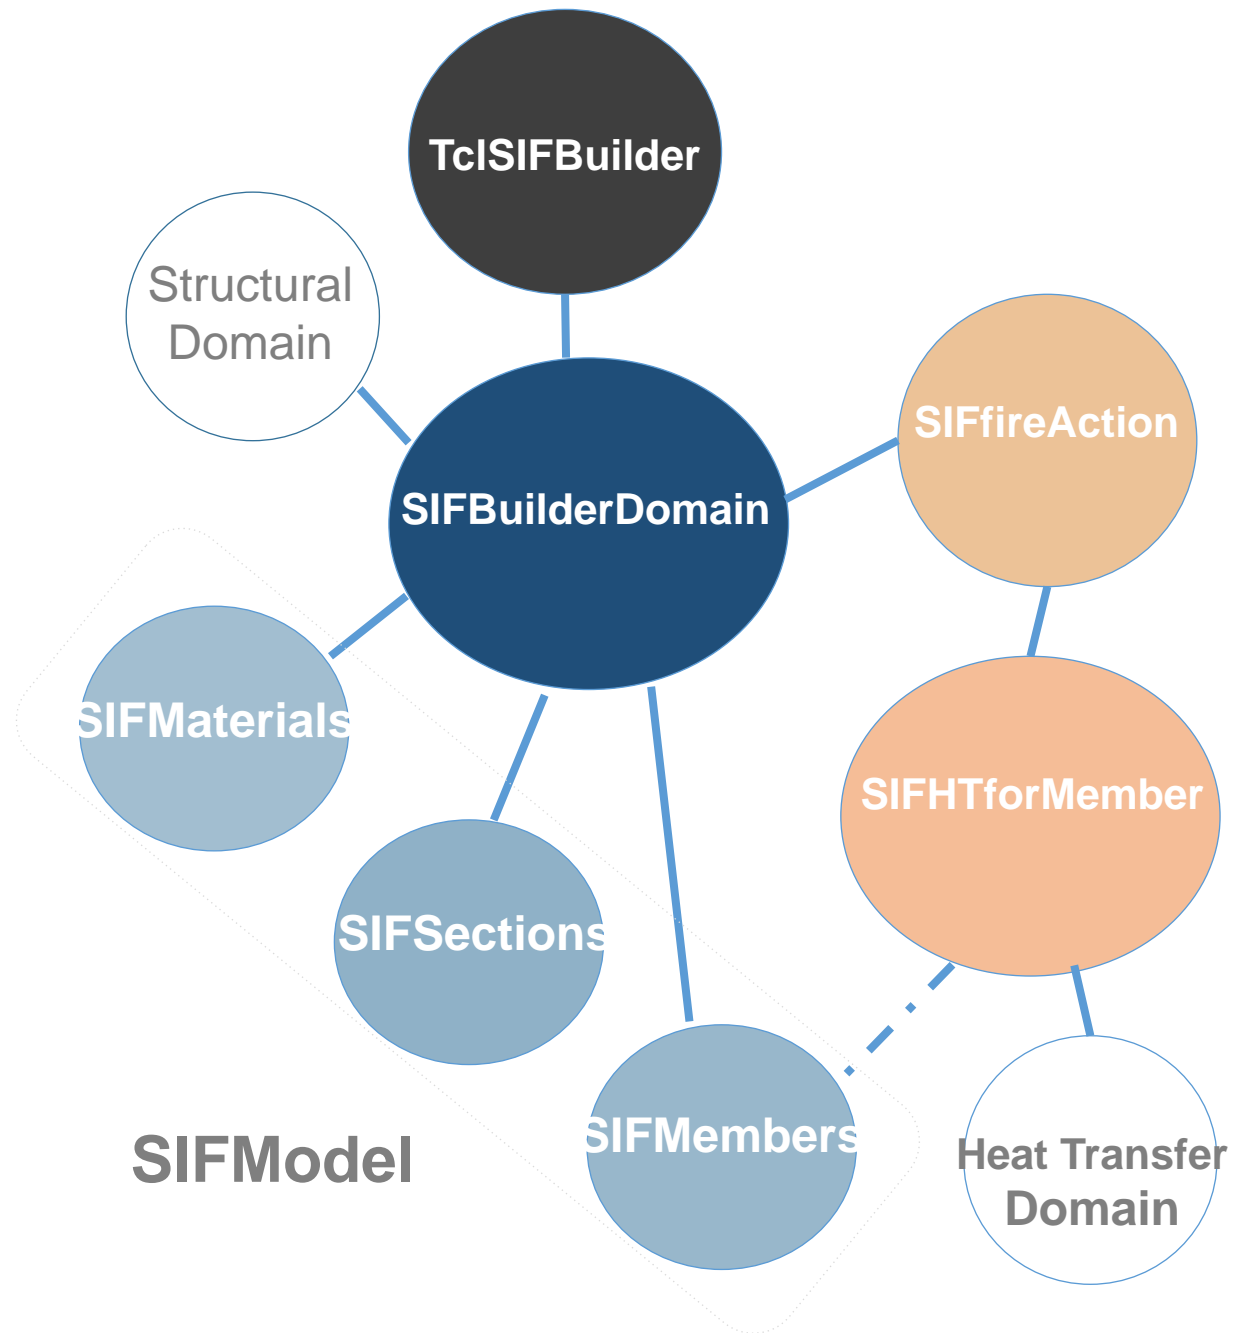 TclSIFBuilder
Structural
Domain
SIFfireAction
SIFBuilderDomain
SIFMaterials
SIFHTforMember
SIFSections
SIFMembers
SIFModel
Heat Transfer
Domain